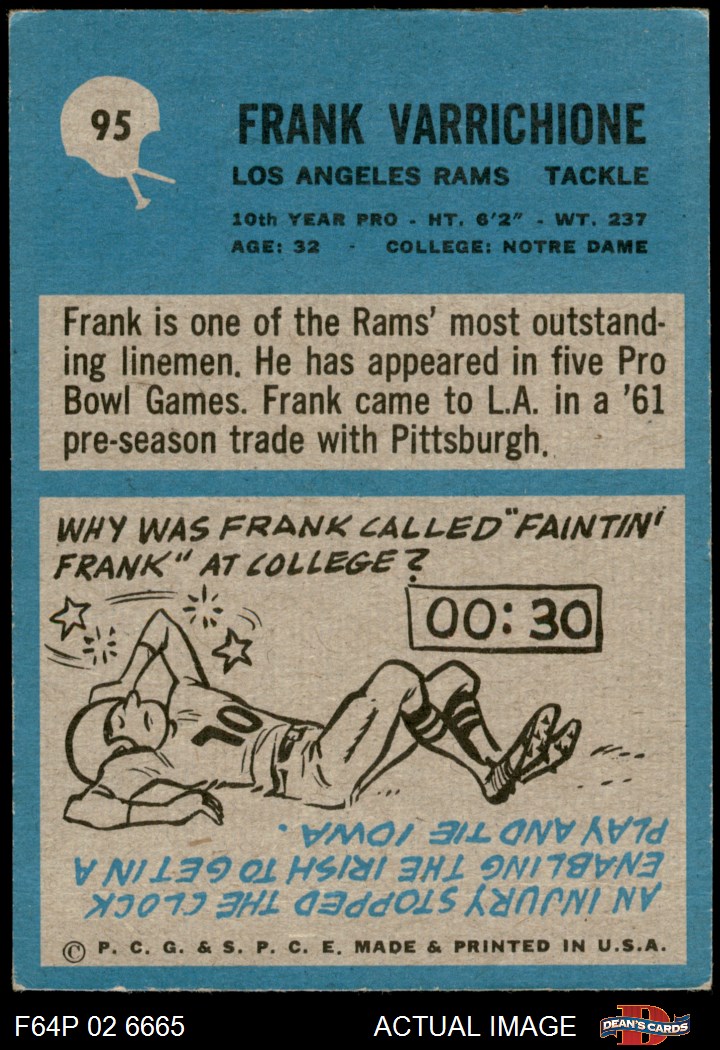 95
FRANK VARRICHIONE
LOS ANGELES RAMS TACKLE
10th YEAR PRO - HT. 6'2" - WT. 237
AGE: 32 - COLLEGE: NOTRE DAME
Frank is one of the Rams' most outstand-
ing linemen. He has appeared in five Pro
Bowl Games. Frank came to L.A. in a '61
pre-season trade with Pittsburgh.
WHY WAS FRANK CALLED "FAINTIN'
FRANK" AT COLLEGE?
00:30
10
AN INJURY STOPPED THE CLOCK
ENABLING THE IRISH TO GET IN A
PLAY AND TIE IOWA.
© P. C. G. & S. P. C. E. MADE & PRINTED IN U.S.A.
F64P 02 6665 ACTUAL IMAGE
D
DEAN'S CARDS